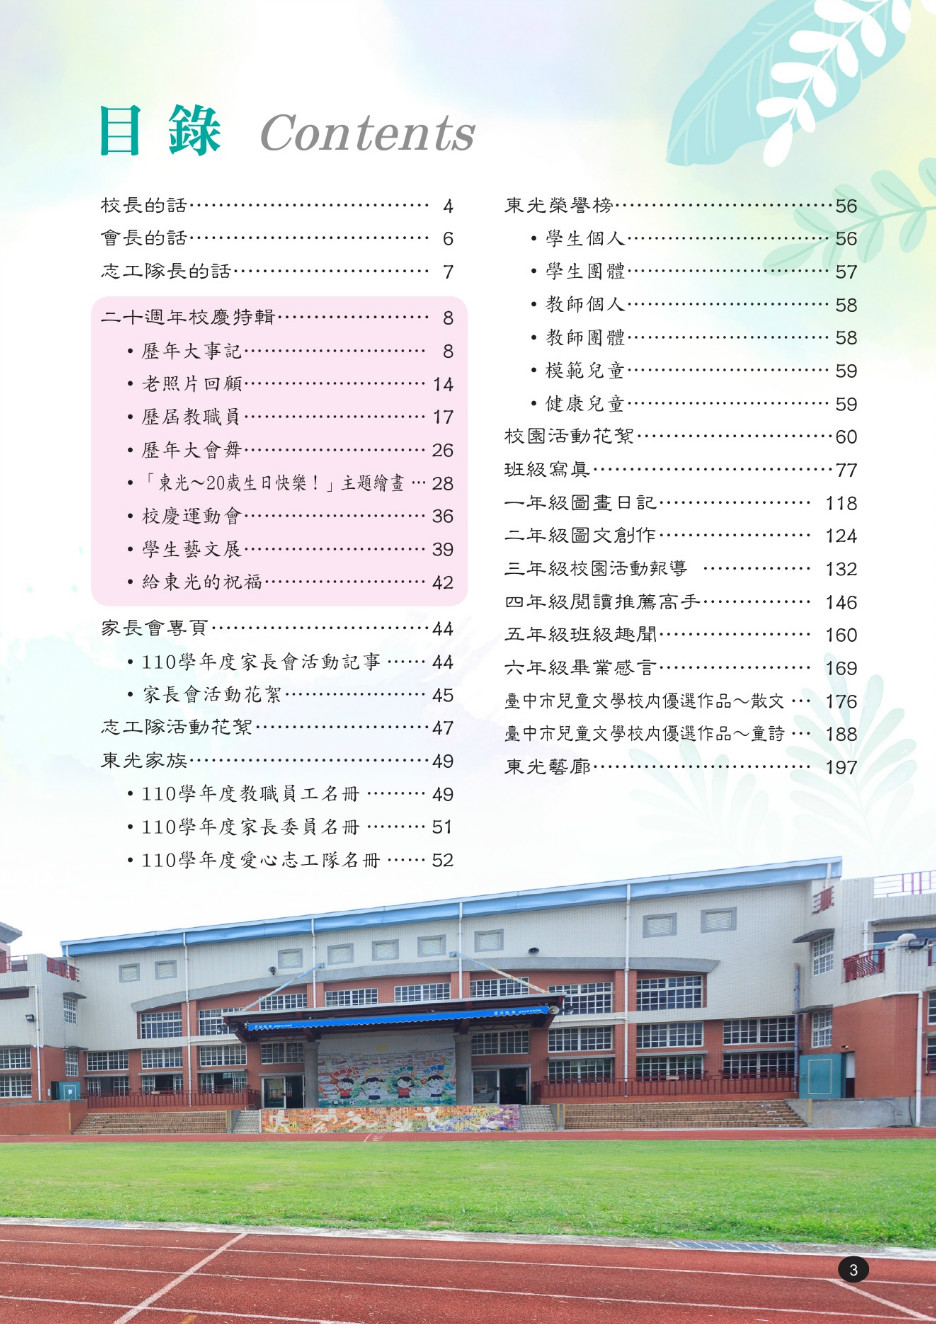 目錄 Contents
校長的話…………………………… 4
會長的話…………………………… 6
志工隊長的話……………………… 7
二十週年校慶特輯………………… 8
•歷年大事記……………………… 8
•老照片回顧……………………… 14
•歷屆教職員……………………… 17
•歷年大會舞……………………… 26
•「東光～20歲生日快樂！」主題繪畫 … 28
•校慶運動會……………………… 36
•學生藝文展……………………… 39
•給東光的祝福…………………… 42
家長會專頁…………………………44
•110學年度家長會活動記事 …… 44
•家長會活動花絮………………… 45
志工隊活動花絮……………………47
東光家族……………………………49
•110學年度教職員工名冊 ……… 49
•110學年度家長委員名冊 ……… 51
•110學年度愛心志工隊名冊 …… 52
東光榮譽榜…………………………56
•學生個人………………………… 56
•學生團體………………………… 57
•教師個人………………………… 58
•教師團體………………………… 58
•模範兒童………………………… 59
•健康兒童………………………… 59
校園活動花絮………………………60
班級寫真……………………………77
一年級圖畫日記………………… 118
二年級圖文創作………………… 124
三年級校園活動報導 …………… 132
四年級閱讀推薦高手…………… 146
五年級班級趣聞………………… 160
六年級畢業感言………………… 169
臺中市兒童文學校內優選作品～散文 … 176
臺中市兒童文學校內優選作品～童詩 … 188
東光藝廊………………………… 197
3